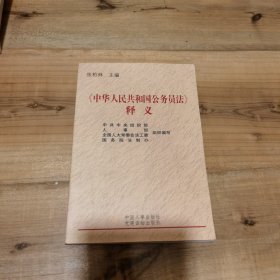 张柏林 主编
《中华人民共和国公务员法》
释义
中共中央组织部
人事部
全国人大常委会法工委 组织编写
国务院法制办
中国人事出版社
党建读物出版社